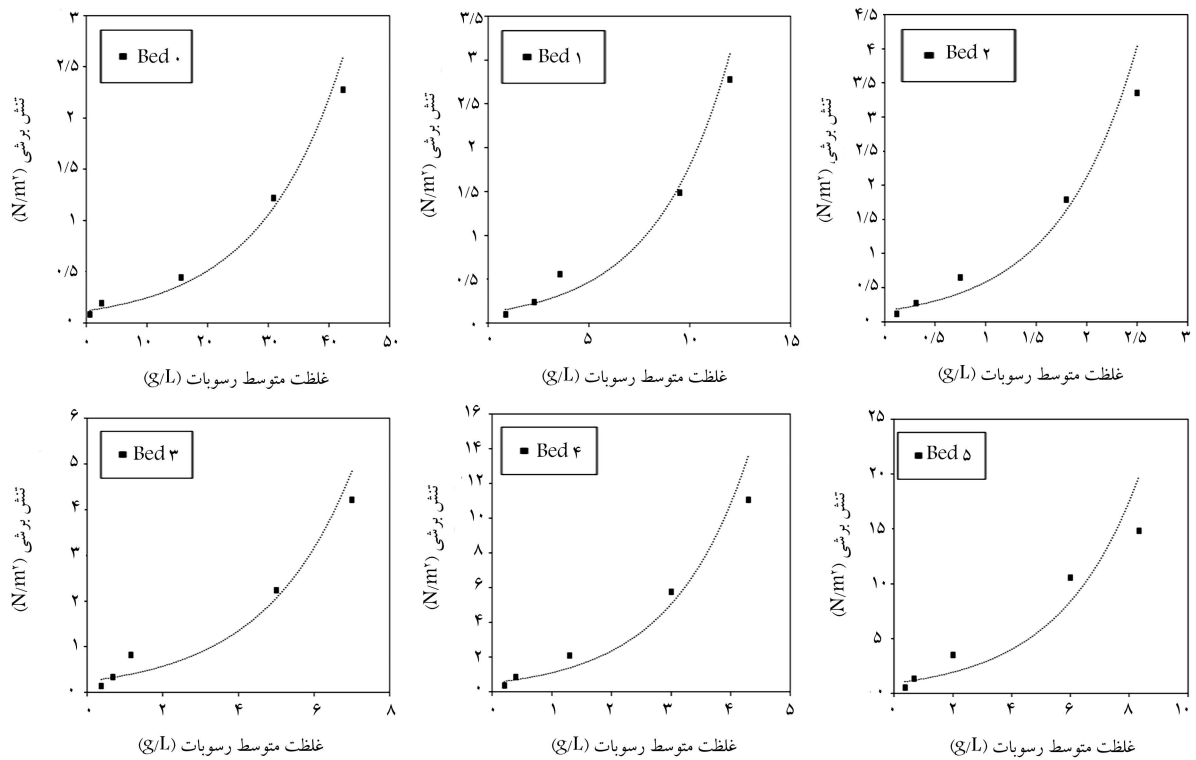 Bed ۰
تنش برشی (N/m۲)
۳
۲/۵
۲
۱/۵
۱
۰/۵
۰
۰ ۱۰ ۲۰ ۳۰ ۴۰ ۵۰
غلظت متوسط رسوبات (g/L)
Bed ۱
تنش برشی (N/m۲)
۳/۵
۳
۲/۵
۲
۱/۵
۱
۰/۵
۰
۰ ۵ ۱۰ ۱۵
غلظت متوسط رسوبات (g/L)
Bed ۲
تنش برشی (N/m۲)
۴/۵
۴
۳/۵
۳
۲/۵
۲
۱/۵
۱
۰/۵
۰
۰ ۰/۵ ۱ ۱/۵ ۲ ۲/۵ ۳
غلظت متوسط رسوبات (g/L)
Bed ۳
تنش برشی (N/m۲)
۶
۵
۴
۳
۲
۱
۰
۰ ۲ ۴ ۶ ۸
غلظت متوسط رسوبات (g/L)
Bed ۴
تنش برشی (N/m۲)
۱۶
۱۴
۱۲
۱۰
۸
۶
۴
۲
۰
۰ ۱ ۲ ۳ ۴ ۵
غلظت متوسط رسوبات (g/L)
Bed ۵
تنش برشی (N/m۲)
۲۵
۲۰
۱۵
۱۰
۵
۰
۰ ۲ ۴ ۶ ۸ ۱۰
غلظت متوسط رسوبات (g/L)